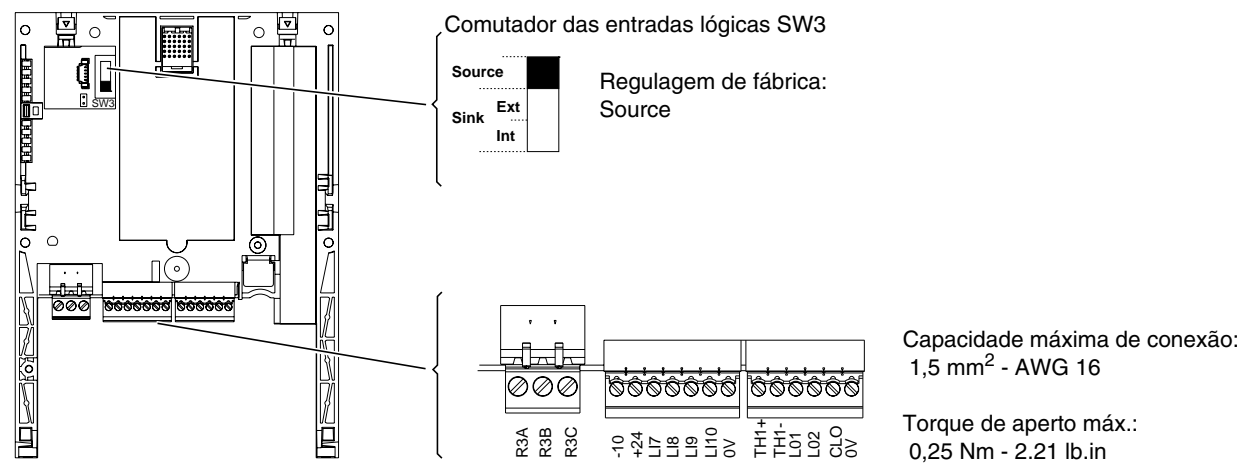 Comutador das entradas lógicas SW3
Source
Sink
Ext
Int
Regulagem de fábrica:
Source
SW3
R3A
R3B
R3C
-10
+24
LI7
LI8
LI9
LI10
0V
TH1+
TH1-
L01
L02
CLO
0V
Capacidade máxima de conexão:
1,5 mm² - AWG 16
Torque de aperto máx.:
0,25 Nm - 2.21 lb.in